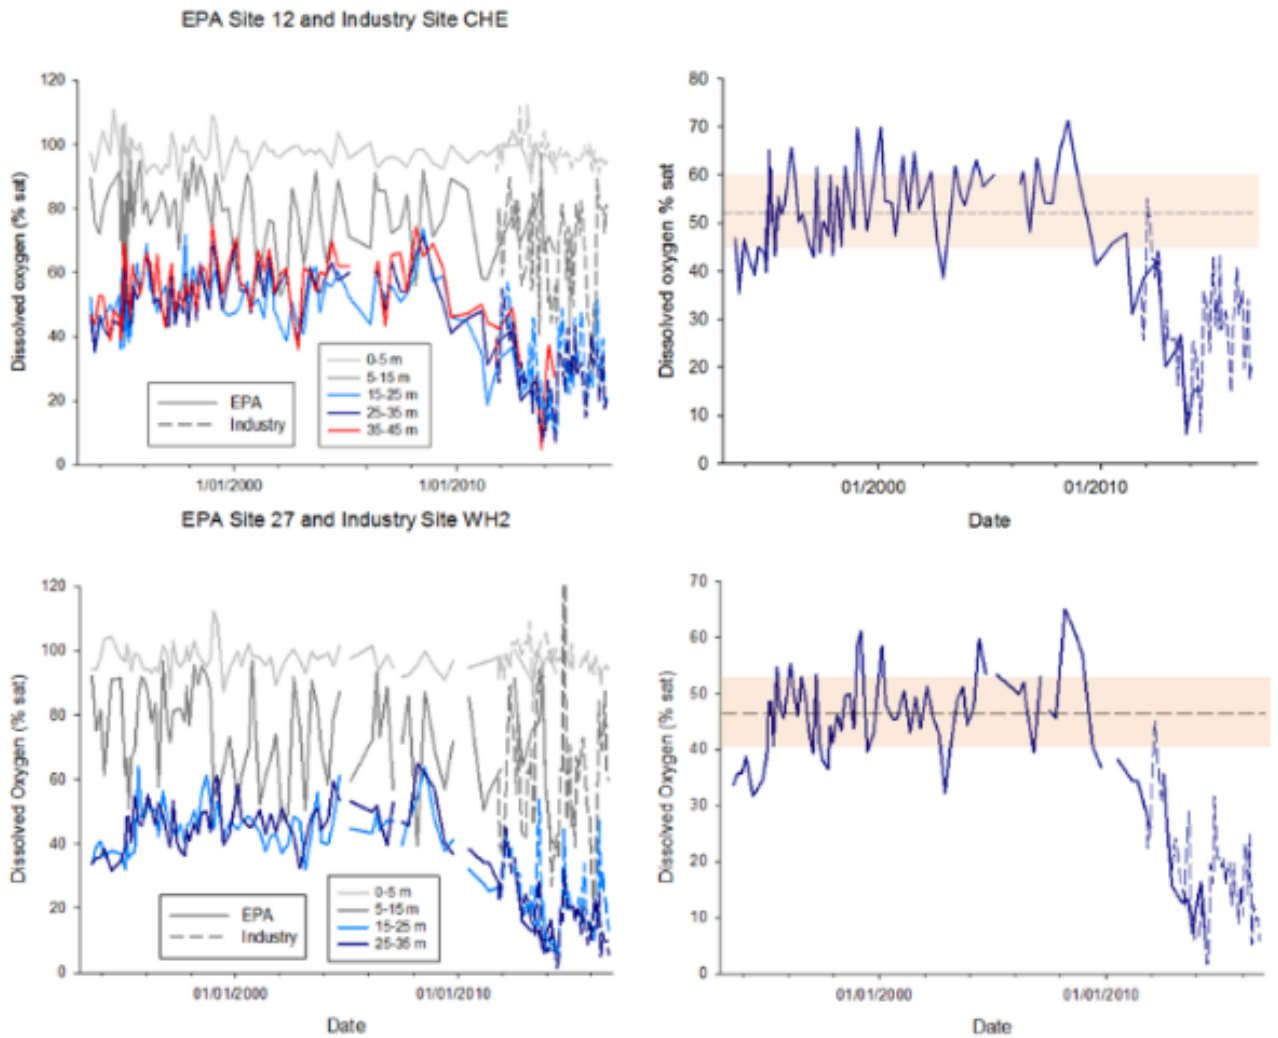 EPA Site 12 and Industry Site CHE
Dissolved oxygen (% sat)
120
100
80
60
40
20
0
0-5 m
5-15 m
15-25 m
25-35 m
35-45 m
EPA
Industry
1/01/2000
1/01/2010
Dissolved oxygen % sat
80
70
60
50
40
30
20
10
0
01/2000
01/2010
Date
EPA Site 27 and Industry Site WH2
Dissolved Oxygen (% sat)
120
100
80
60
40
20
0
0-5 m
5-15 m
15-25 m
25-35 m
EPA
Industry
01/01/2000
01/01/2010
Date
Dissolved Oxygen (% sat)
70
60
50
40
30
20
10
0
01/01/2000
01/01/2010
Date